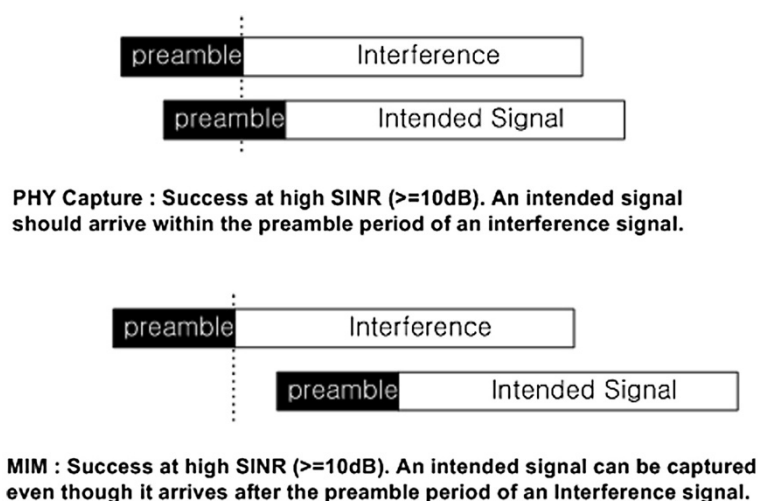 preamble Interference
preamble Intended Signal
PHY Capture : Success at high SINR (>=10dB). An intended signal
should arrive within the preamble period of an interference signal.
preamble Interference
preamble Intended Signal
MIM : Success at high SINR (>=10dB). An intended signal can be captured
even though it arrives after the preamble period of an Interference signal.